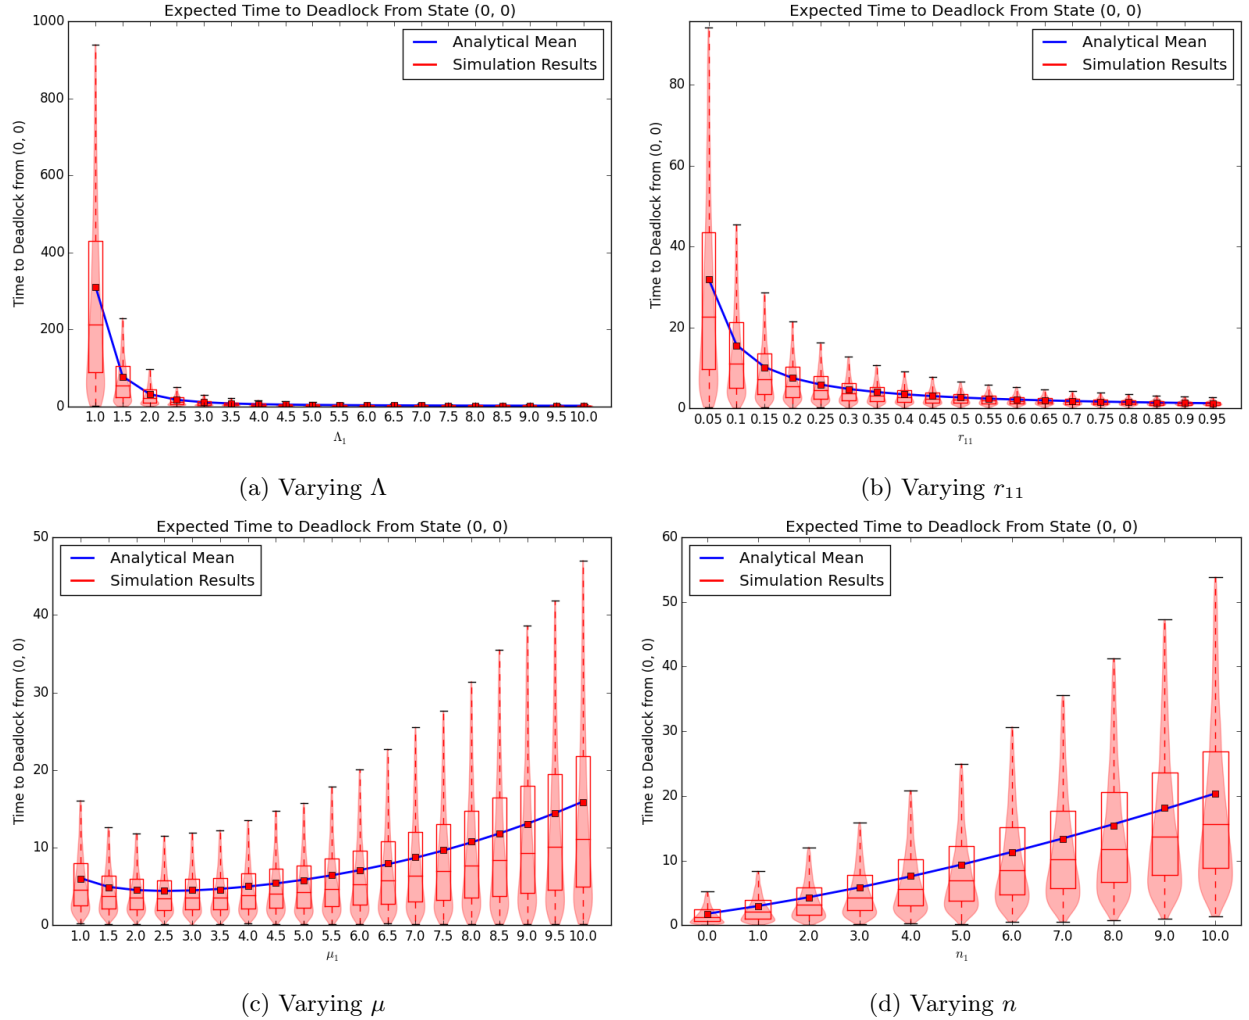 Expected Time to Deadlock From State (0, 0)
Time to Deadlock from (0, 0)
1000
800
600
400
200
0
Analytical Mean
Simulation Results
1.0 1.5 2.0 2.5 3.0 3.5 4.0 4.5 5.0 5.5 6.0 6.5 7.0 7.5 8.0 8.5 9.0 9.5 10.0
Λ₁
(a) Varying Λ
Expected Time to Deadlock From State (0, 0)
Time to Deadlock from (0, 0)
80
60
40
20
0
Analytical Mean
Simulation Results
0.05 0.1 0.15 0.2 0.25 0.3 0.35 0.4 0.45 0.5 0.55 0.6 0.65 0.7 0.75 0.8 0.85 0.9 0.95
r₁₁
(b) Varying r₁₁
Expected Time to Deadlock From State (0, 0)
Time to Deadlock from (0, 0)
50
40
30
20
10
0
Analytical Mean
Simulation Results
1.0 1.5 2.0 2.5 3.0 3.5 4.0 4.5 5.0 5.5 6.0 6.5 7.0 7.5 8.0 8.5 9.0 9.5 10.0
μ₁
(c) Varying μ
Expected Time to Deadlock From State (0, 0)
Time to Deadlock from (0, 0)
60
50
40
30
20
10
0
Analytical Mean
Simulation Results
0.0 1.0 2.0 3.0 4.0 5.0 6.0 7.0 8.0 9.0 10.0
n₁
(d) Varying n